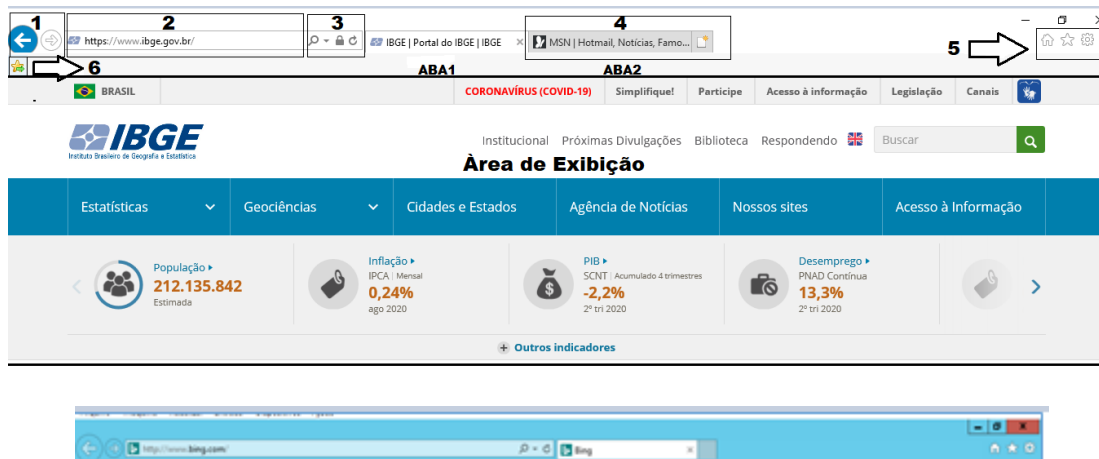 1 2 3 4
https://www.ibge.gov.br/ IBGE | Portal do IBGE | IBGE × MSN | Hotmail, Notícias, Famo...
5
6 ABA1 ABA2
BRASIL CORONAVÍRUS (COVID-19) Simplifique! Participe Acesso à informação Legislação Canais
IBGE
Instituto Brasileiro de Geografia e Estatística
Institucional Próximas Divulgações Biblioteca Respondendo Buscar
Àrea de Exibição
Estatísticas Geociências Cidades e Estados Agência de Notícias Nossos sites Acesso à Informação
População
212.135.842
Estimada
Inflação
IPCA | Mensal
0,24%
ago 2020
PIB
SCNT | Acumulado 4 trimestres
-2,2%
2º tri 2020
Desemprego
PNAD Contínua
13,3%
2º tri 2020
+ Outros indicadores
http://www.bing.com/ Bing ×